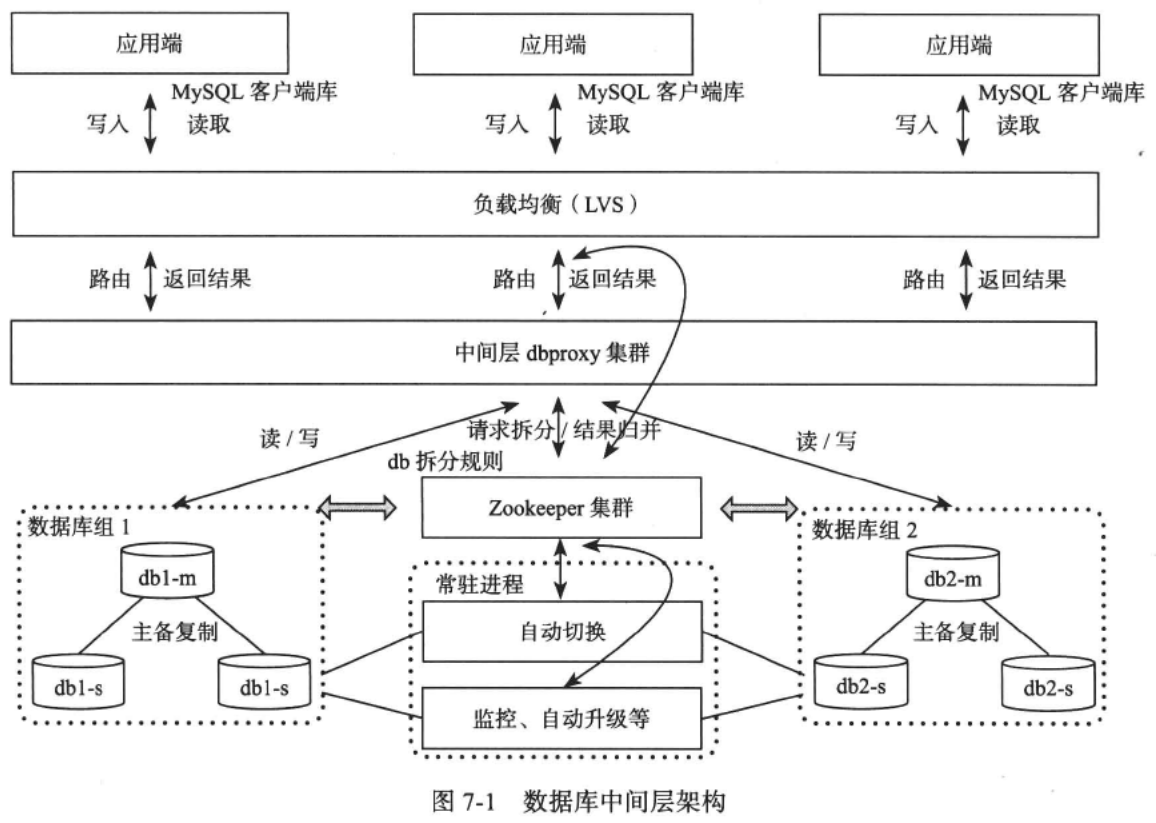 应用端 应用端 应用端
MySQL 客户端库 MySQL 客户端库 MySQL 客户端库
写入 读取 写入 读取 写入 读取
负载均衡（LVS）
路由 返回结果 路由 返回结果 路由 返回结果
中间层 dbproxy 集群
读 / 写 请求拆分 / 结果归并 读 / 写
db 拆分规则
Zookeeper 集群
数据库组 1 数据库组 2
db1-m db2-m
常驻进程
主备复制 自动切换 主备复制
db1-s db1-s db2-s db2-s
监控、自动升级等
图 7-1 数据库中间层架构